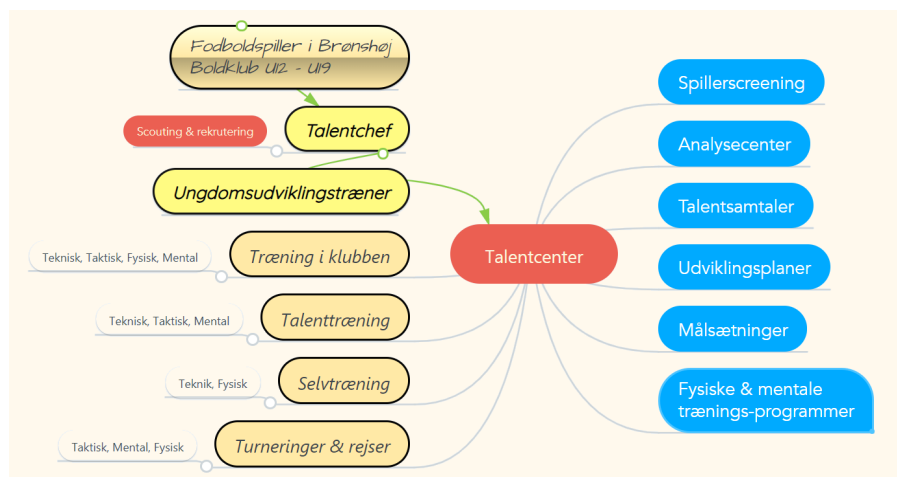 Fodboldspiller i Brønshøj
Boldklub U12 - U19
Talentchef
Scouting & rekrutering
Ungdomsudviklingstræner
Træning i klubben
Teknisk, Taktisk, Fysisk, Mental
Talenttræning
Teknisk, Taktisk, Mental
Selvtræning
Teknik, Fysisk
Turneringer & rejser
Taktisk, Mental, Fysisk
Talentcenter
Spillerscreening
Analysecenter
Talentsamtaler
Udviklingsplaner
Målsætninger
Fysiske & mentale
trænings-programmer